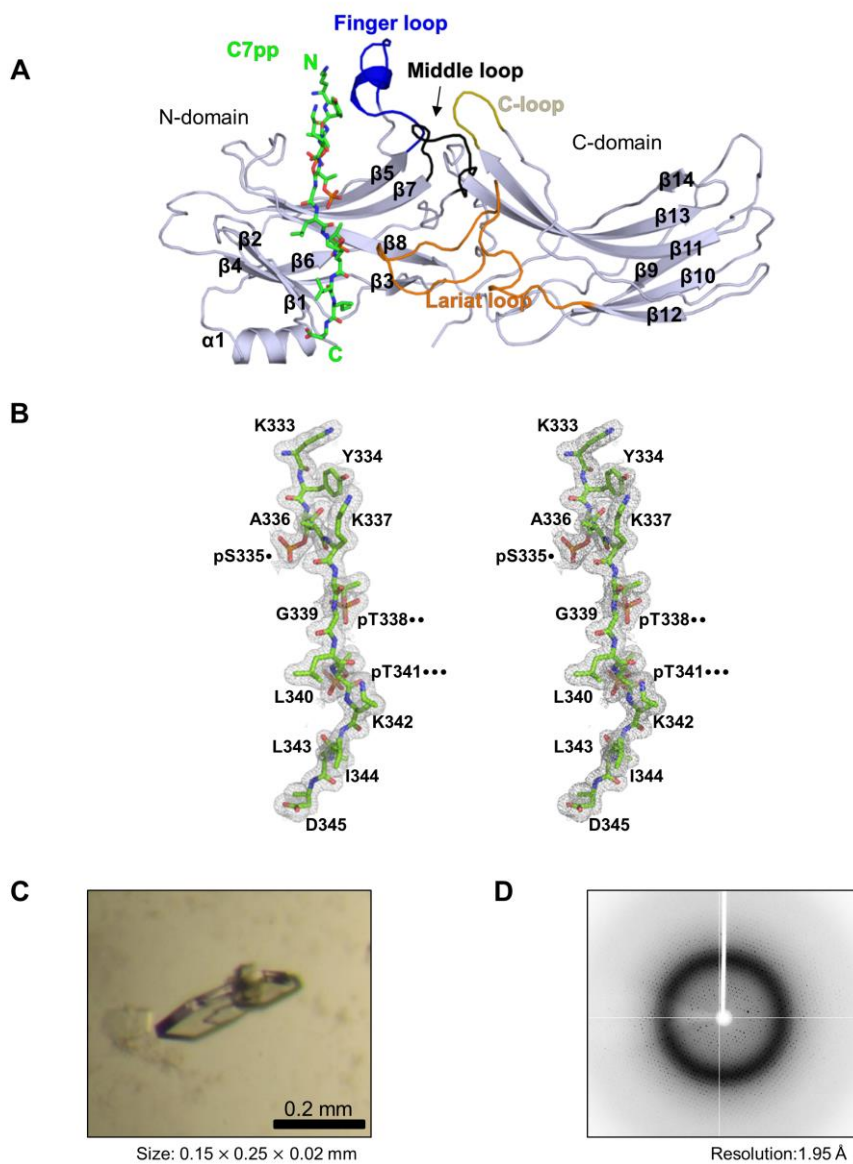 A
C7pp
N
Finger loop
Middle loop
C-loop
N-domain
C-domain
β5
β7
β14
β13
β2
β4
β6
β8
β11
β9
β10
β1
β3
Lariat loop
β12
α1
C
B
K333
Y334
A336
K337
pS335•
G339
pT338••
pT341•••
L340
K342
L343
I344
D345
K333
Y334
A336
K337
pS335•
G339
pT338••
pT341•••
L340
K342
L343
I344
D345
C
0.2 mm
Size: 0.15 × 0.25 × 0.02 mm
D
Resolution:1.95 Å